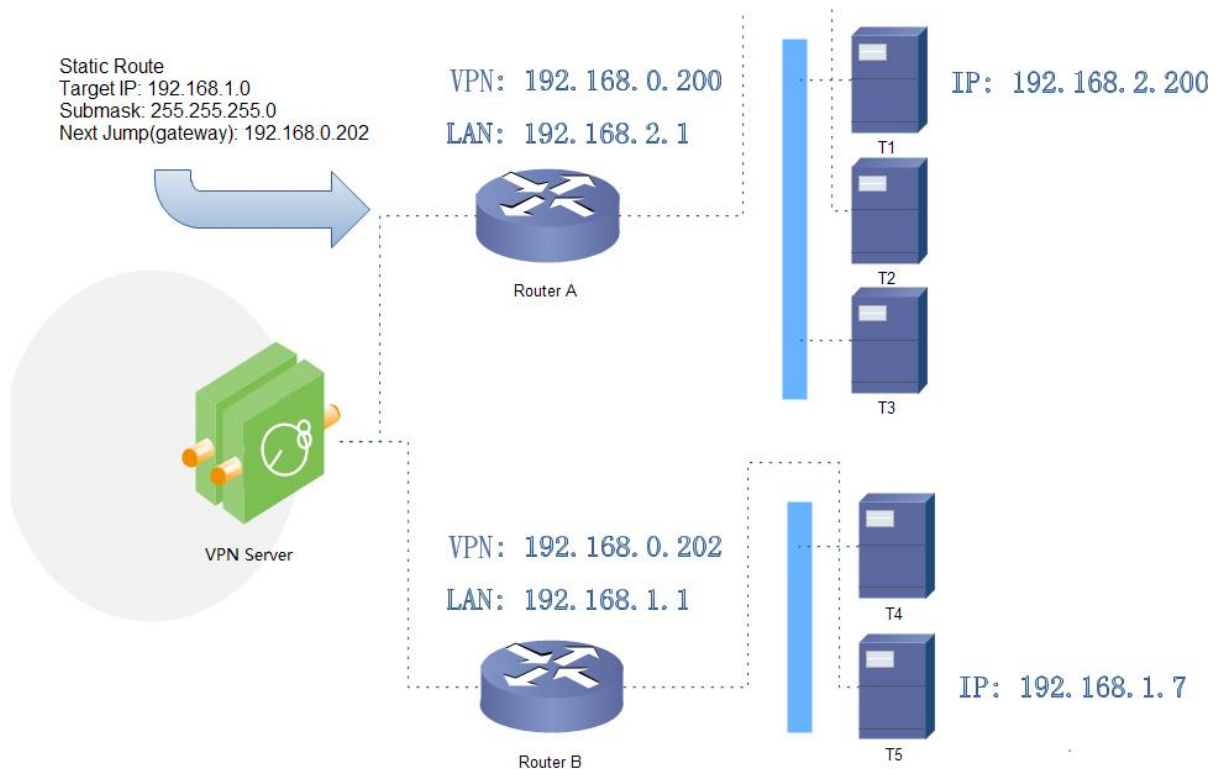 Static Route
Target IP: 192.168.1.0
Submask: 255.255.255.0
Next Jump(gateway): 192.168.0.202
VPN: 192.168.0.200
LAN: 192.168.2.1
Router A
IP: 192.168.2.200
T1
T2
T3
VPN Server
VPN: 192.168.0.202
LAN: 192.168.1.1
Router B
T4
IP: 192.168.1.7
T5